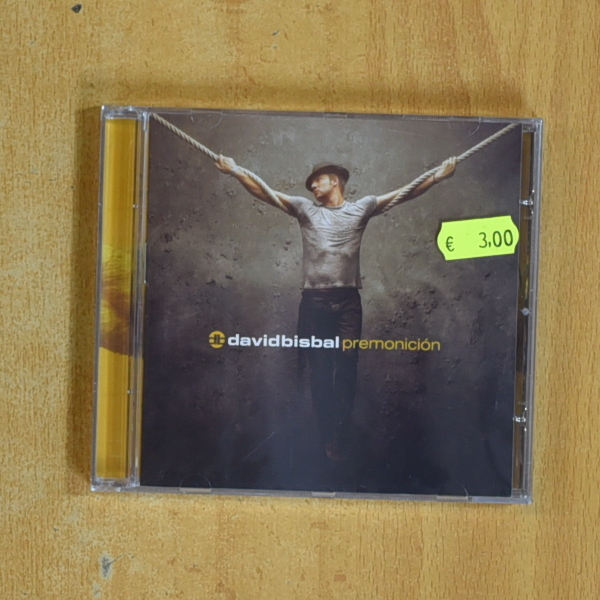 € 3.00
davidbisbal premonición